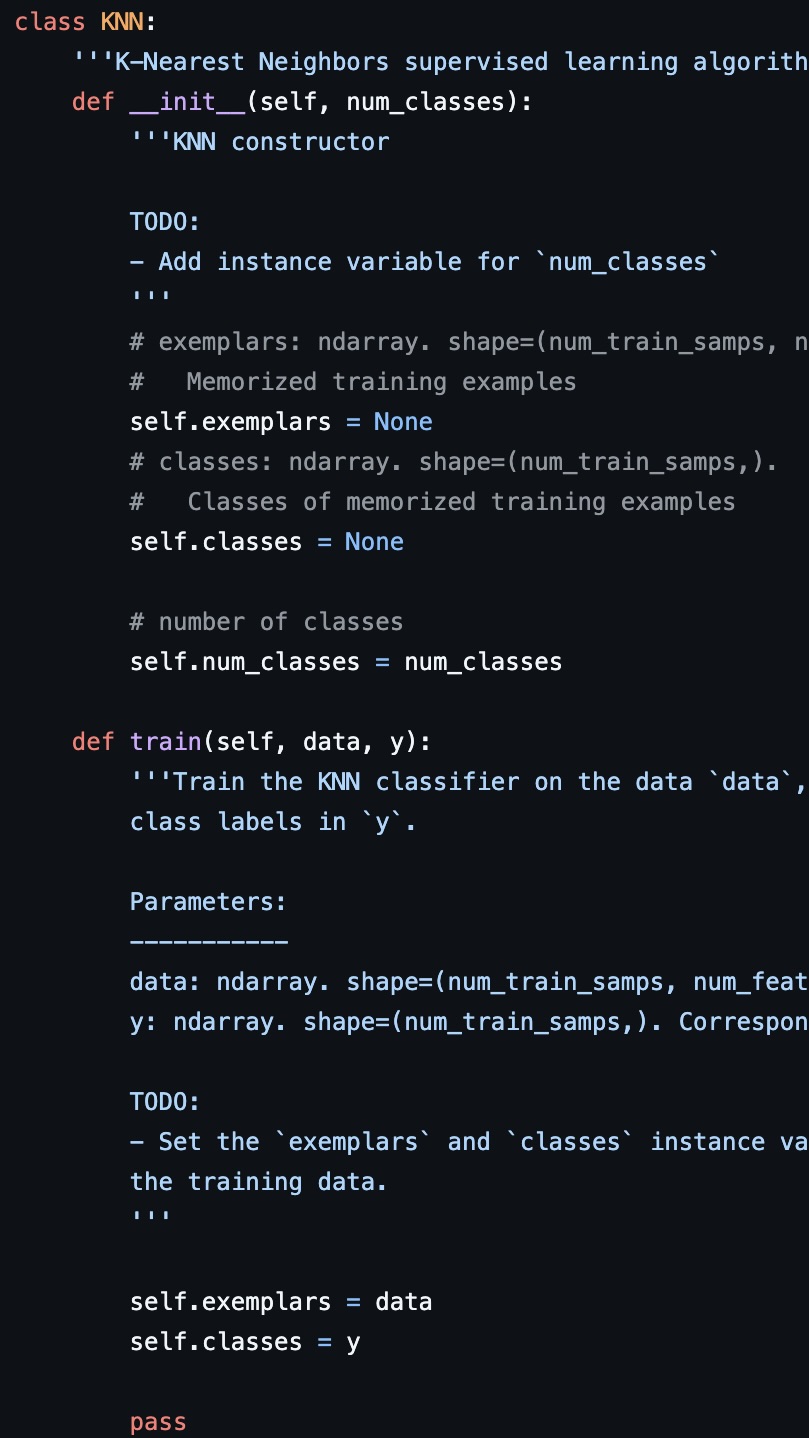 class KNN:
    '''K-Nearest Neighbors supervised learning algorith
    def __init__(self, num_classes):
        '''KNN constructor

        TODO:
        - Add instance variable for `num_classes`
        '''
        # exemplars: ndarray. shape=(num_train_samps, n
        #   Memorized training examples
        self.exemplars = None
        # classes: ndarray. shape=(num_train_samps,).
        #   Classes of memorized training examples
        self.classes = None

        # number of classes
        self.num_classes = num_classes

    def train(self, data, y):
        '''Train the KNN classifier on the data `data`,
        class labels in `y`.

        Parameters:
        -----------
        data: ndarray. shape=(num_train_samps, num_feat
        y: ndarray. shape=(num_train_samps,). Correspon

        TODO:
        - Set the `exemplars` and `classes` instance va
        the training data.
        '''

        self.exemplars = data
        self.classes = y

        pass